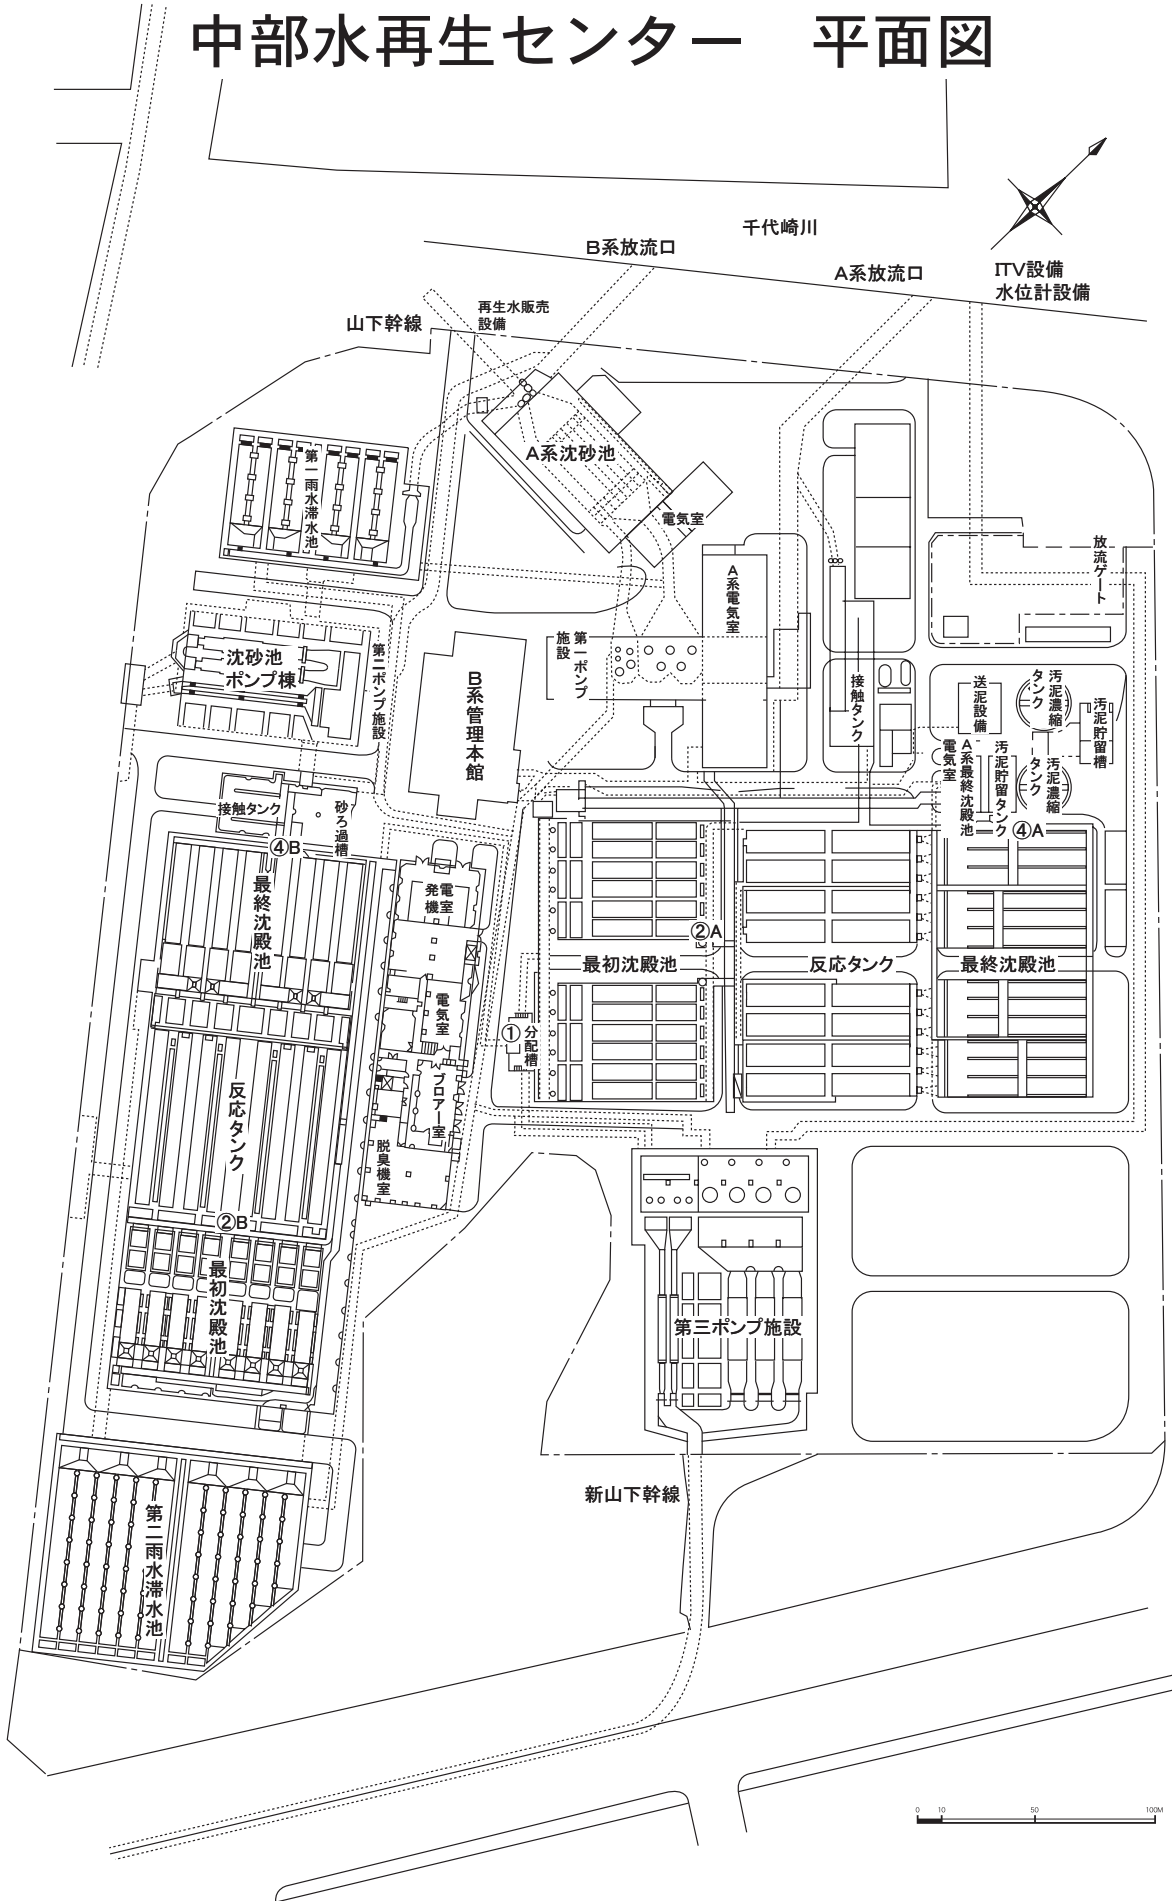 中部水再生センター　平面図
千代崎川
B系放流口
A系放流口
ITV設備
水位計設備
再生水販売
設備
山下幹線
A系沈砂池
第一雨水滞水池
電気室
放流ゲート
A系電気室
第一ポンプ
施設
沈砂池
ポンプ棟
第二ポンプ施設
B系管理本館
接触タンク
送泥設備
汚泥濃縮
タンク
汚泥貯留槽
A系最終沈殿池
電気室
汚泥貯留タンク
汚泥濃縮
タンク
接触タンク
砂ろ過槽
④B
④A
最終沈殿池
発電
機室
②A
最初沈殿池
反応タンク
最終沈殿池
電気室
①
分配槽
ブロアー室
反応タンク
脱臭機室
②B
最初沈殿池
第三ポンプ施設
新山下幹線
第二雨水滞水池
0 10 50 100M